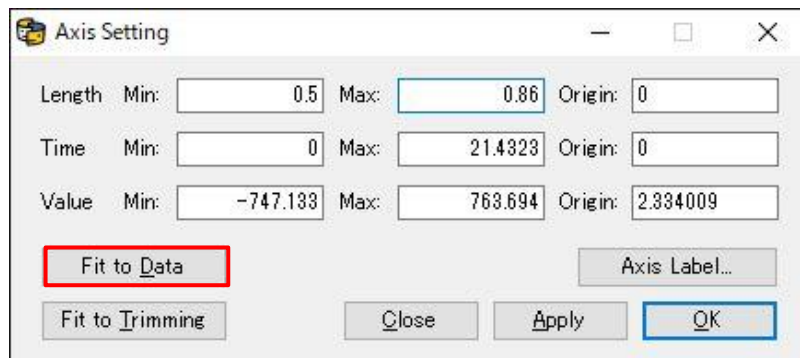 Axis Setting
Length Min: 0.5 Max: 0.86 Origin: 0
Time Min: 0 Max: 21.4323 Origin: 0
Value Min: -747.133 Max: 763.694 Origin: 2.334009
Fit to Data Axis Label...
Fit to Trimming Close Apply OK